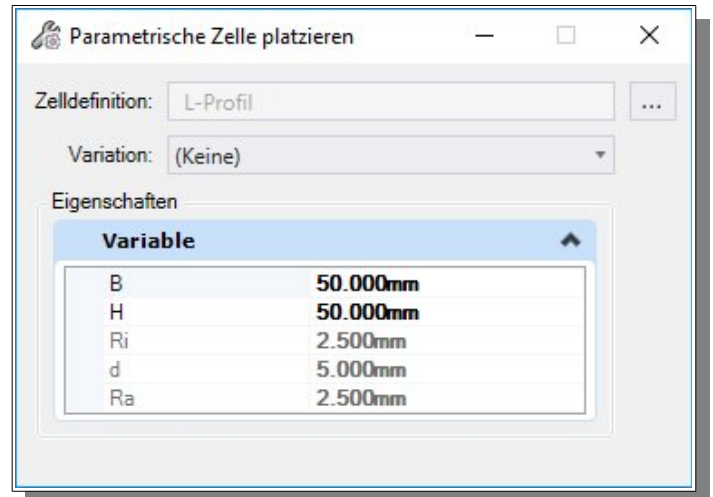 Parametrische Zelle platzieren
Zelldefinition: L-Profil ...
Variation: (Keine)
Eigenschaften
Variable
B 50.000mm
H 50.000mm
Ri 2.500mm
d 5.000mm
Ra 2.500mm